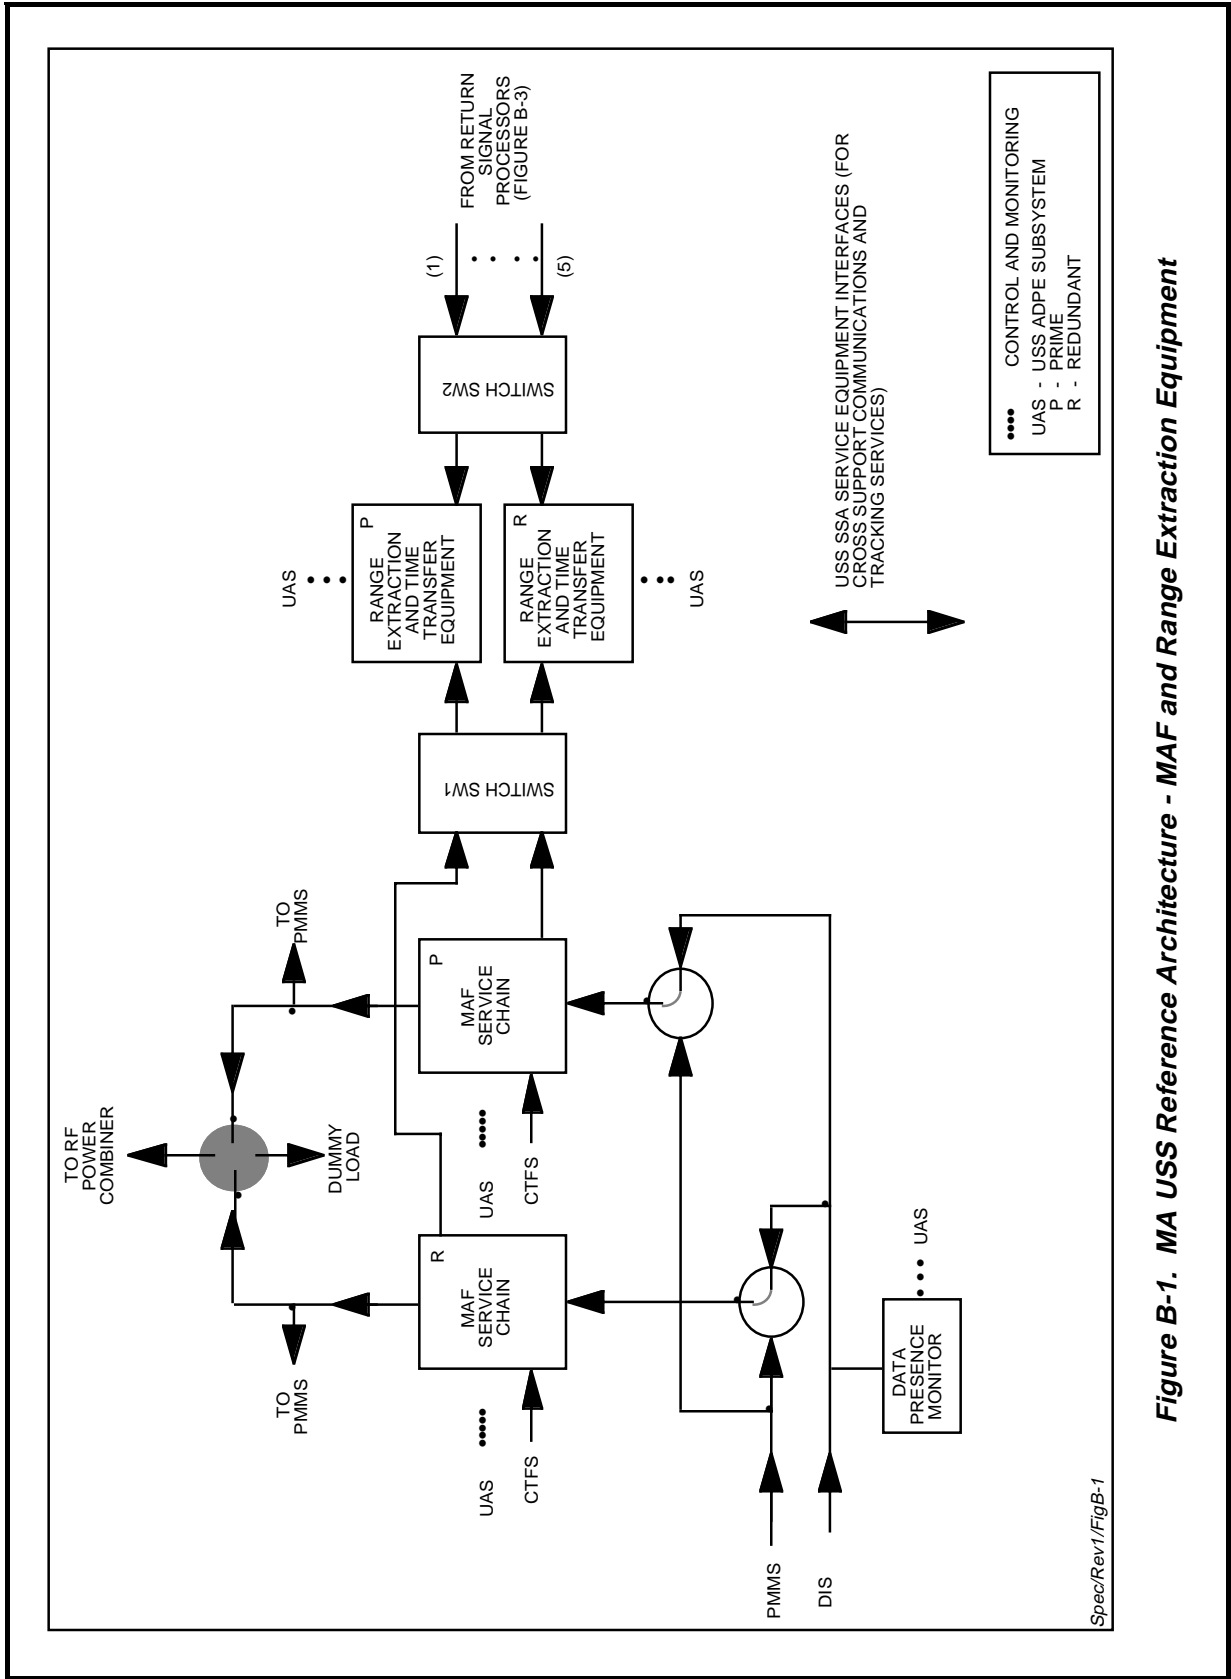 TO RF
POWER
COMBINER
DUMMY
LOAD
TO
PMMS
TO
PMMS
R
MAF
SERVICE
CHAIN
UAS
CTFS
P
MAF
SERVICE
CHAIN
UAS
CTFS
SWITCH SW1
UAS
P
RANGE
EXTRACTION
AND TIME
TRANSFER
EQUIPMENT
R
RANGE
EXTRACTION
AND TIME
TRANSFER
EQUIPMENT
UAS
SWITCH SW2
(1)
(5)
FROM RETURN
SIGNAL
PROCESSORS
(FIGURE B-3)
PMMS
DIS
DATA
PRESENCE
MONITOR
UAS
USS SSA SERVICE EQUIPMENT INTERFACES (FOR
CROSS SUPPORT COMMUNICATIONS AND
TRACKING SERVICES)
CONTROL AND MONITORING
UAS - USS ADPE SUBSYSTEM
P - PRIME
R - REDUNDANT
Spec/Rev1/FigB-1
Figure B-1. MA USS Reference Architecture - MAF and Range Extraction Equipment